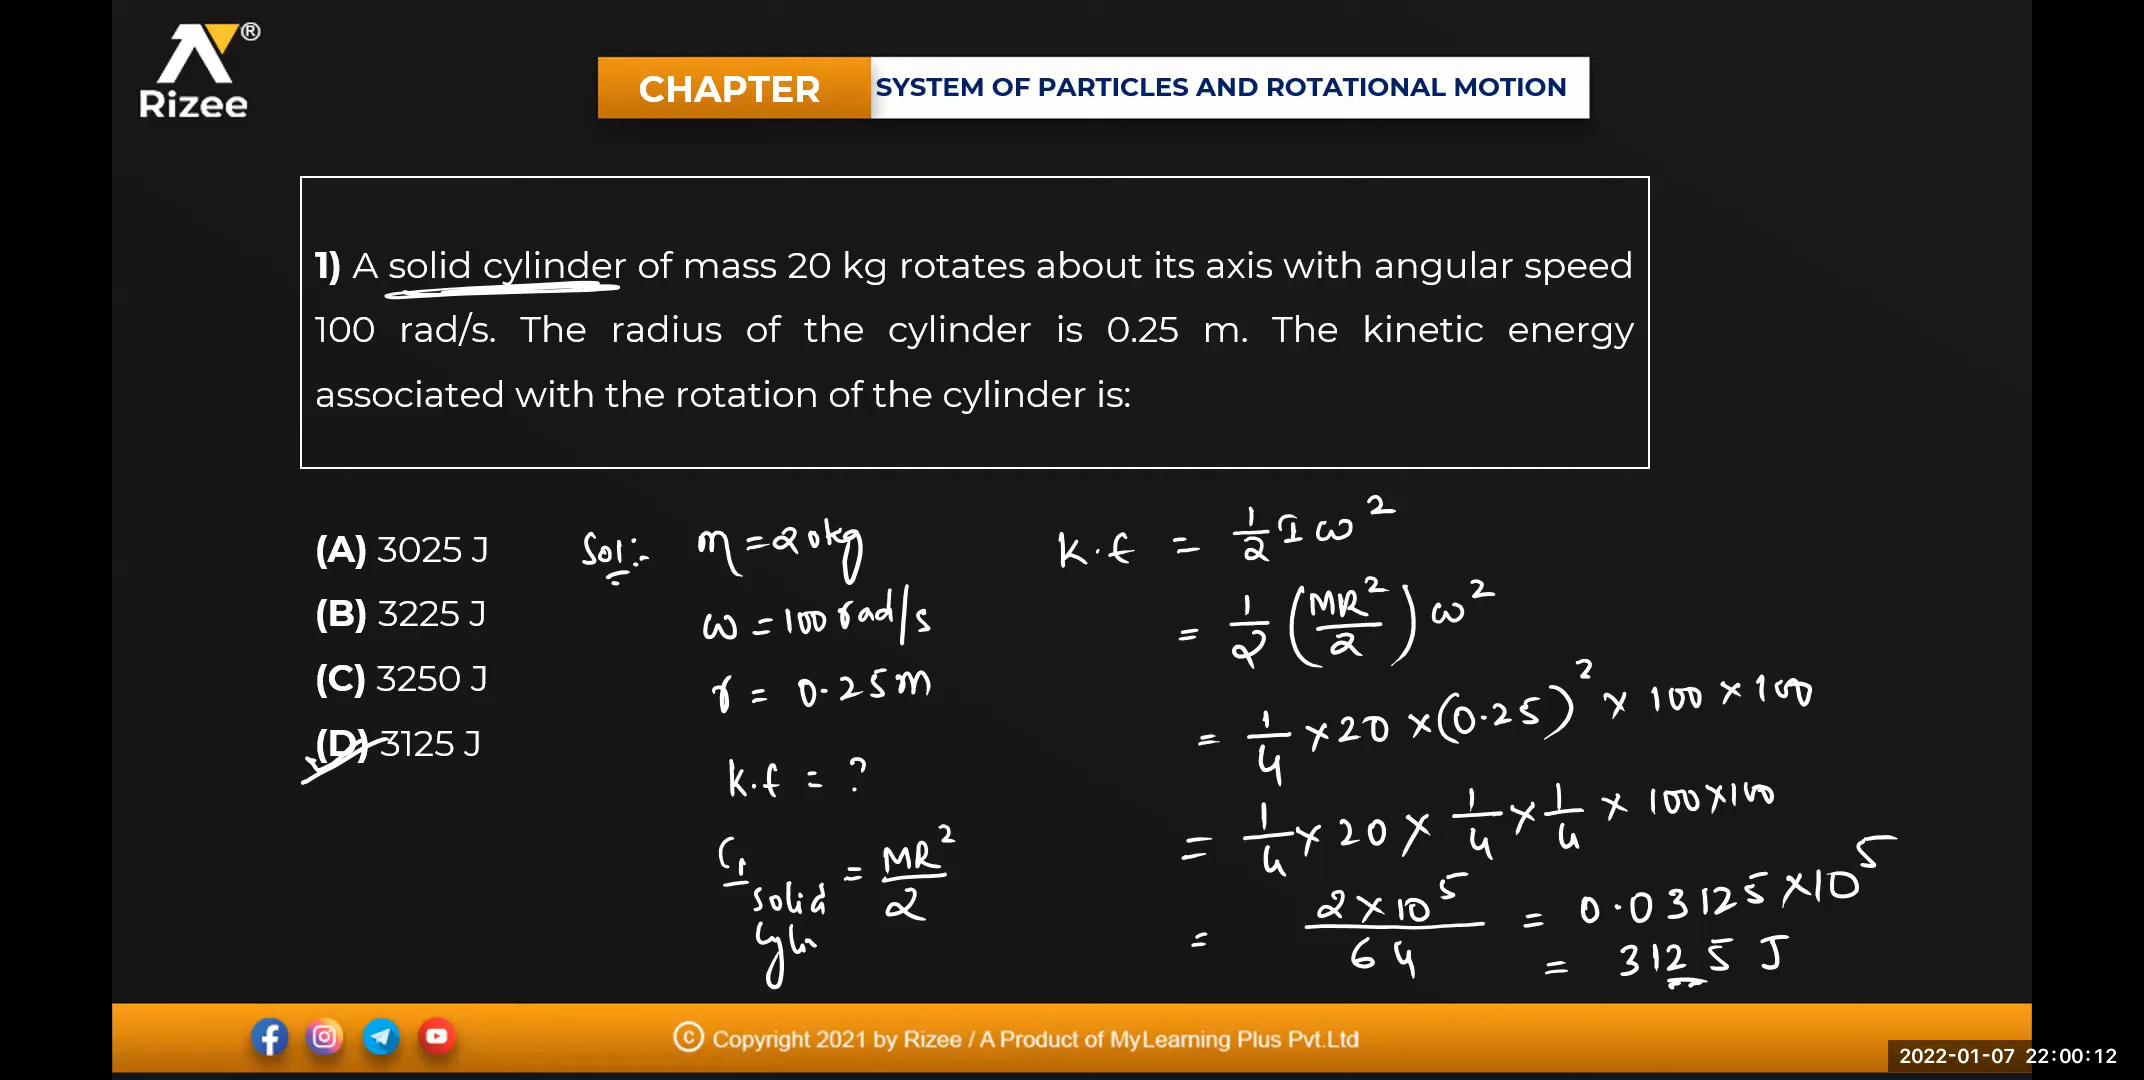 Rizee®
CHAPTER SYSTEM OF PARTICLES AND ROTATIONAL MOTION
1) A solid cylinder of mass 20 kg rotates about its axis with angular speed
100 rad/s. The radius of the cylinder is 0.25 m. The kinetic energy
associated with the rotation of the cylinder is:
(A) 3025 J
(B) 3225 J
(C) 3250 J
(D) 3125 J
Sol:-
m = 20kg
ω = 100 rad/s
r = 0.25m
K.E = ?
solid = MR²/2
K.E = 1/2 I ω²
= 1/2 (MR²/2) ω²
= 1/4 × 20 × (0.25)² × 100 × 100
= 1/4 × 20 × 1/4 × 1/4 × 100 × 100
= 2 × 10⁵/64 = 0.03125 × 10⁵
= 3125 J
© Copyright 2021 by Rizee / A Product of MyLearning Plus Pvt.Ltd
2022-01-07 22:00:12